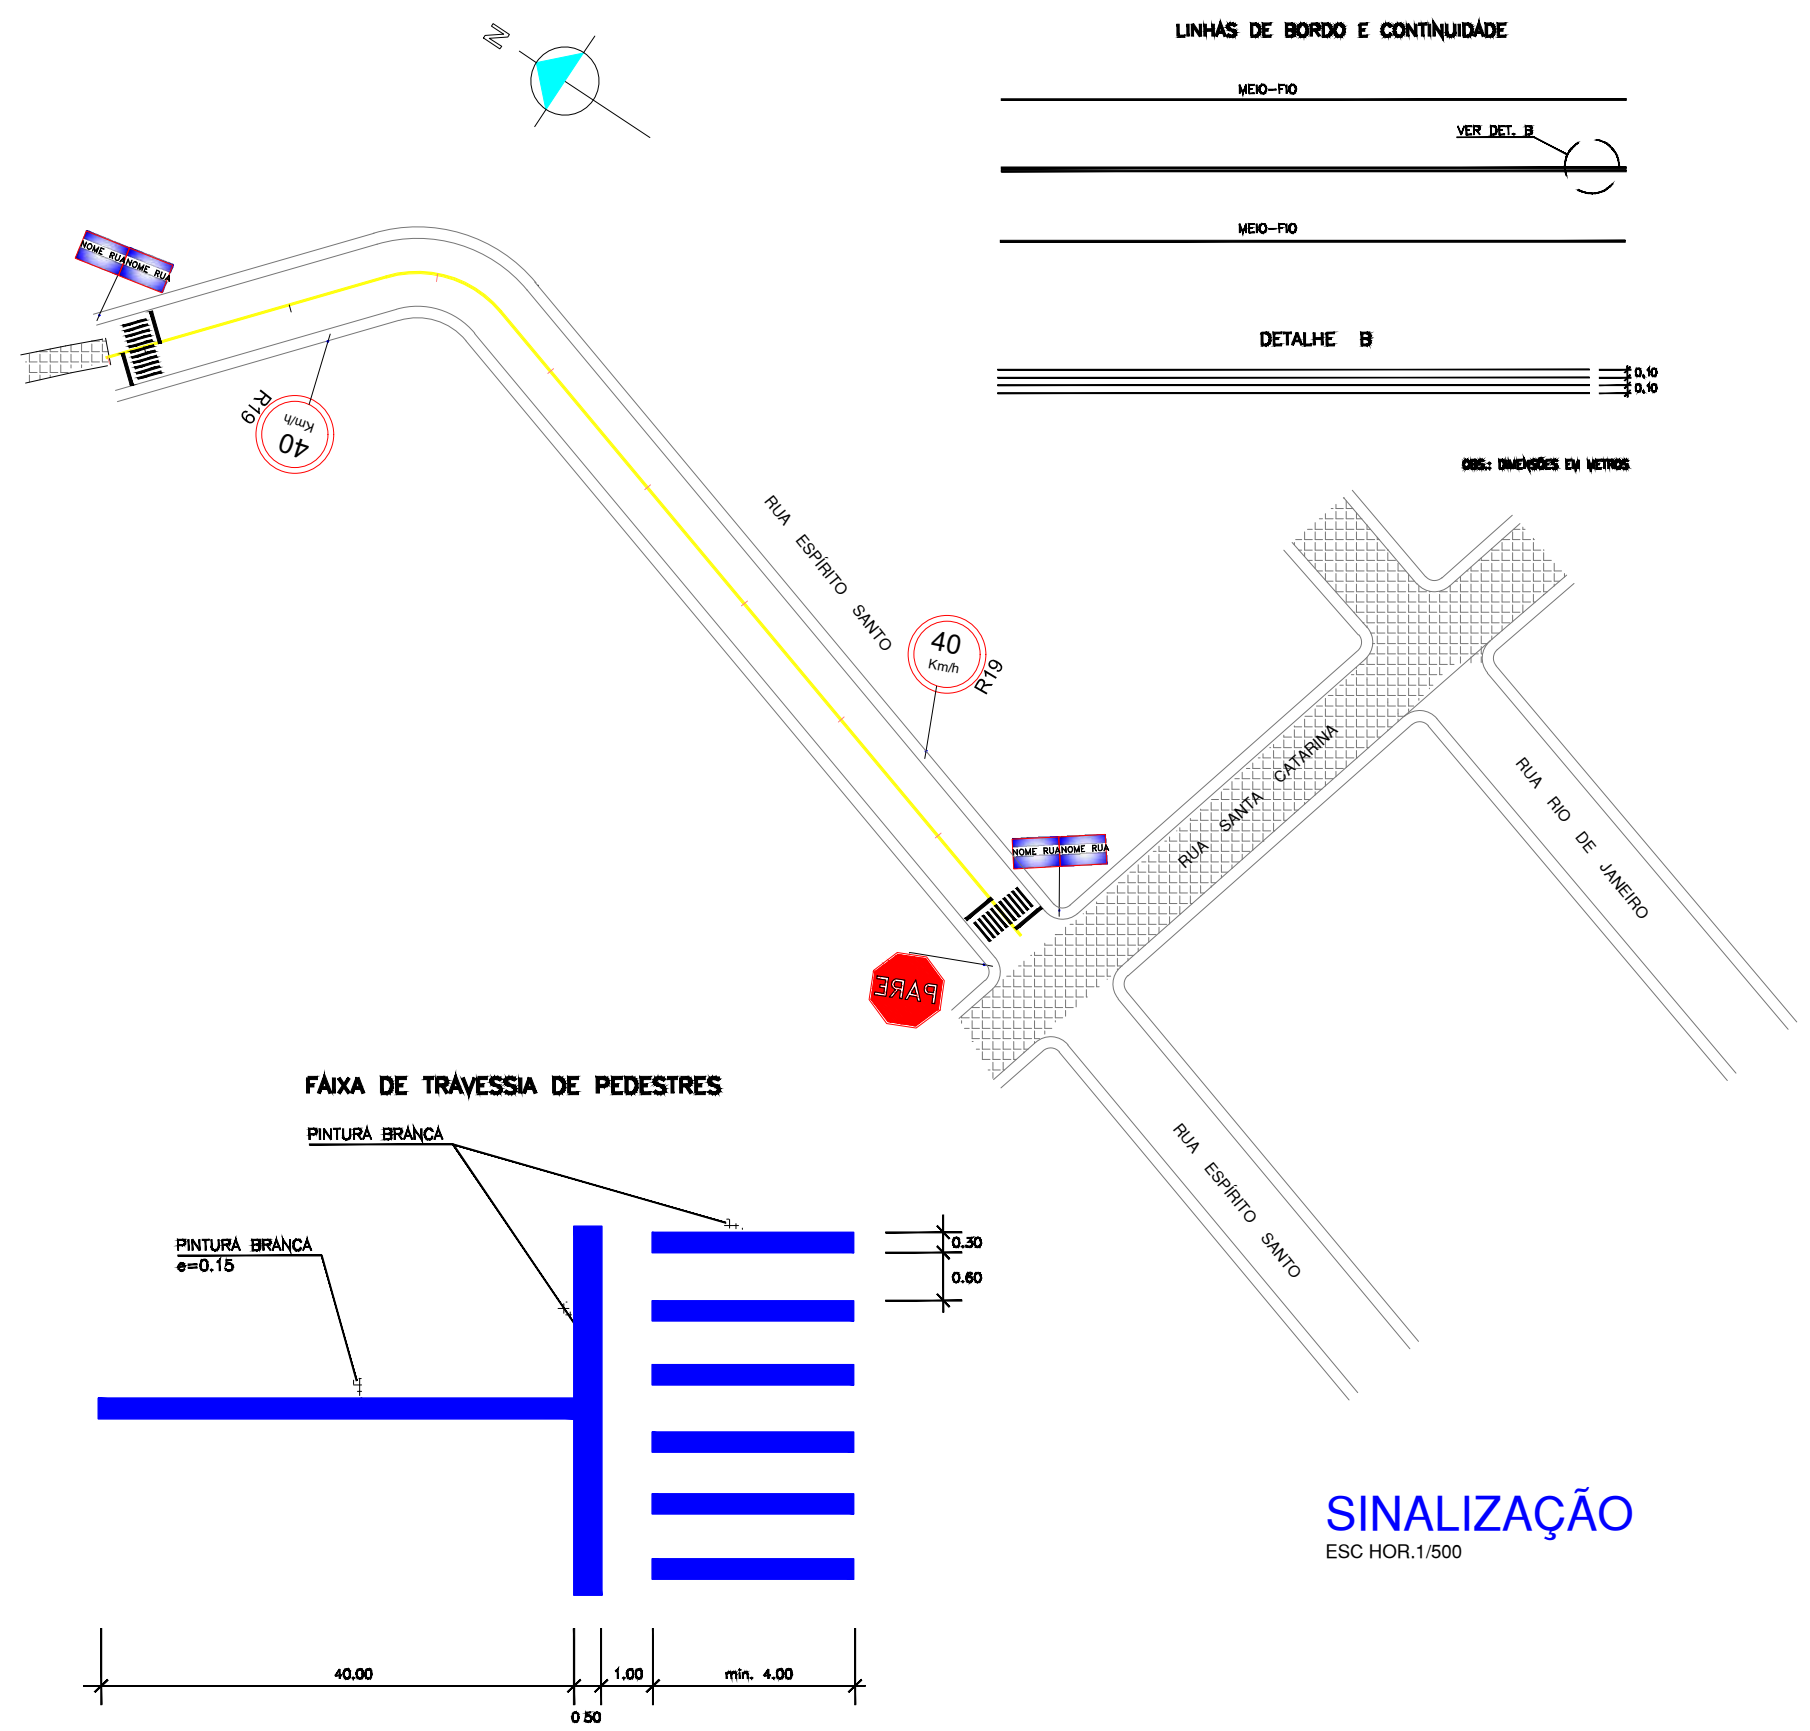 N
LINHAS DE BORDO E CONTINUIDADE
MEIO-FIO
VER DET. B
MEIO-FIO
DETALHE B
0,10
0,10
OBS.: DIMENSÕES EM METROS
NOME RUA
NOME RUA
R19
40
Km/h
RUA ESPÍRITO SANTO
40
Km/h
R19
NOME RUA
NOME RUA
RUA SANTA CATARINA
RUA RIO DE JANEIRO
PARE
RUA ESPÍRITO SANTO
FAIXA DE TRAVESSIA DE PEDESTRES
PINTURA BRANCA
PINTURA BRANCA
e=0.15
0.30
0.60
40.00
1.00
min. 4.00
0 50
SINALIZAÇÃO
ESC HOR.1/500